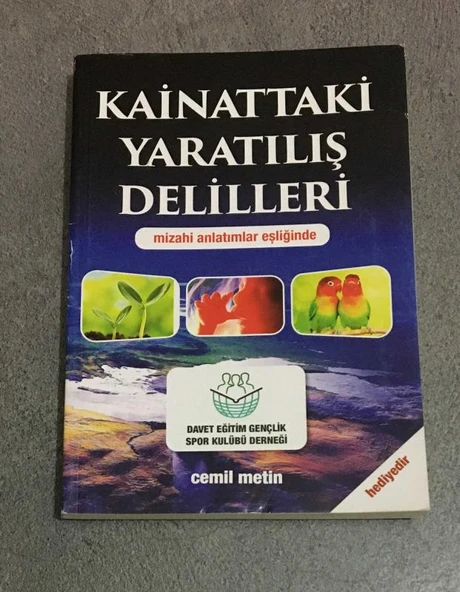 KAİNATTAKİ
YARATILIŞ
DELİLLERİ
mizahi anlatımlar eşliğinde
DAVET EĞİTİM GENÇLİK
SPOR KULÜBÜ DERNEĞİ
cemil metin
hediyedir